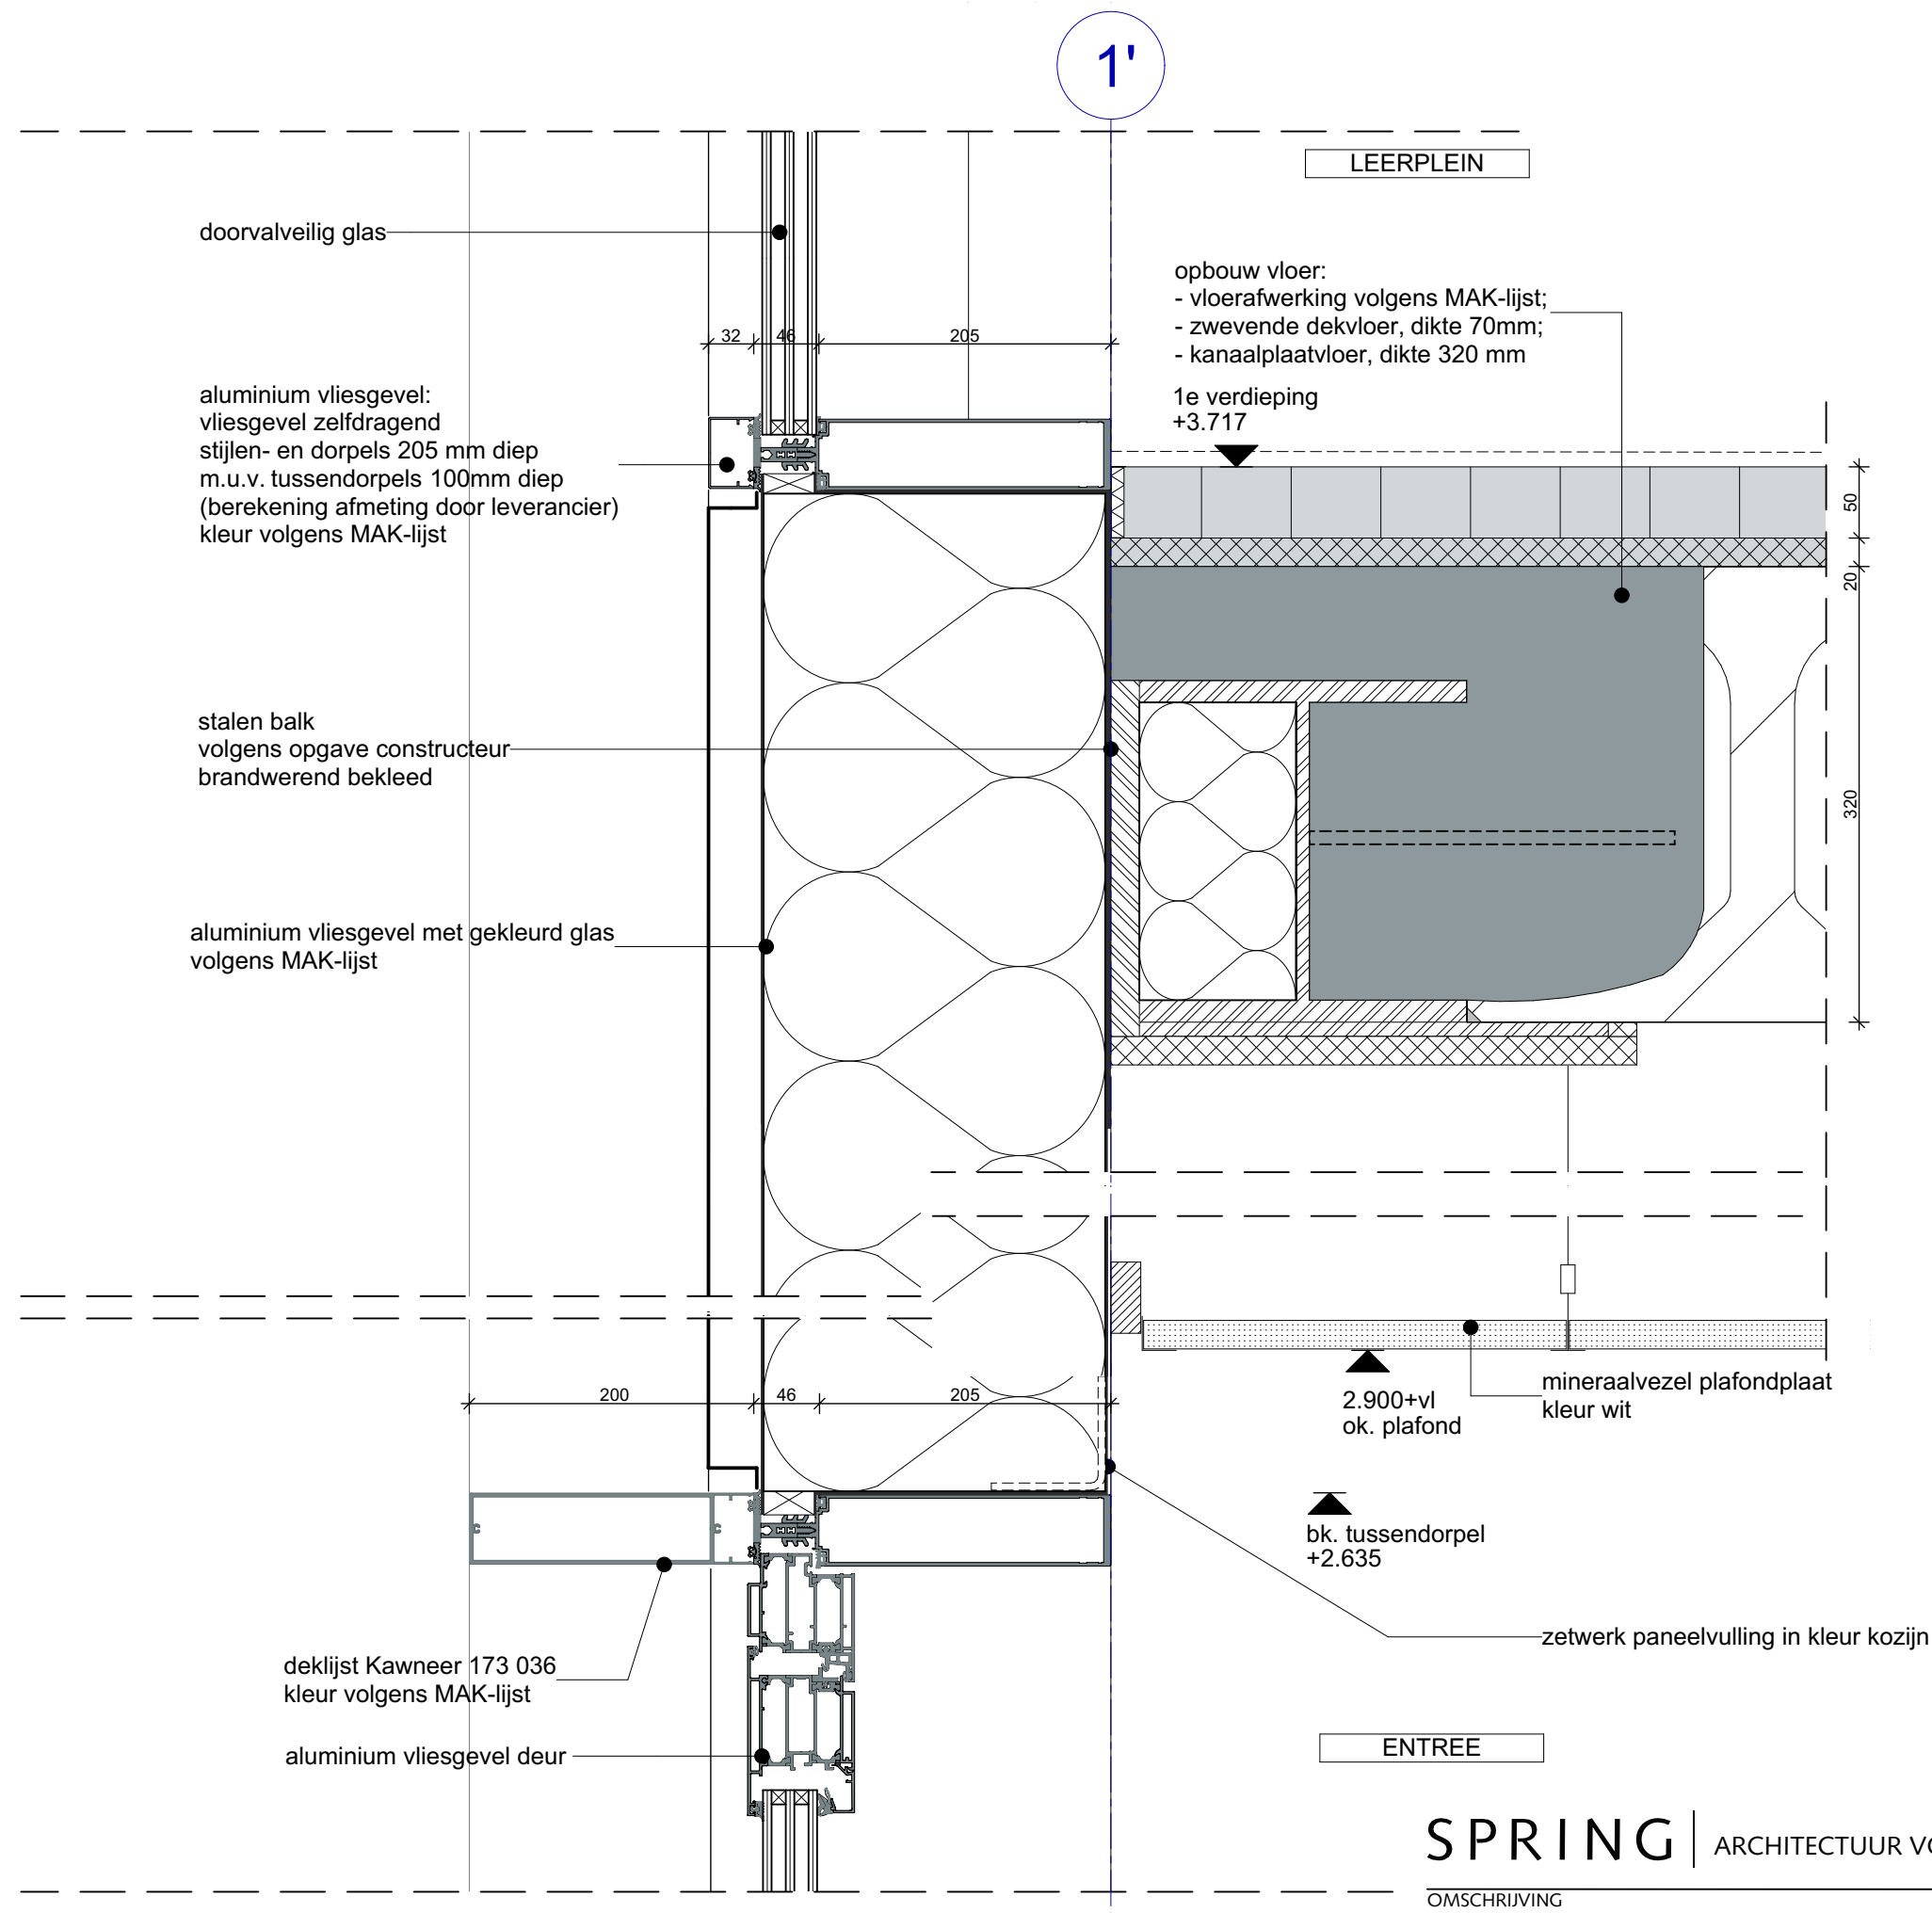 1'
LEERPLEIN
doorvalveilig glas
opbouw vloer:
- vloerafwerking volgens MAK-lijst;
- zwevende dekvloer, dikte 70mm;
- kanaalplaatvloer, dikte 320 mm
32
46
205
1e verdieping
+3.717
aluminium vliesgevel:
vliesgevel zelfdragend
stijlen- en dorpels 205 mm diep
m.u.v. tussendorpels 100mm diep
(berekening afmeting door leverancier)
kleur volgens MAK-lijst
50
20
320
stalen balk
volgens opgave constructeur
brandwerend bekleed
aluminium vliesgevel met gekleurd glas
volgens MAK-lijst
200
46
205
2.900+vl
ok. plafond
mineraalvezel plafondplaat
kleur wit
bk. tussendorpel
+2.635
zetwerk paneelvulling in kleur kozijn
deklijst Kawneer 173 036
kleur volgens MAK-lijst
aluminium vliesgevel deur
ENTREE
SPRING
ARCHITECTUUR VO
OMSCHRIJVING